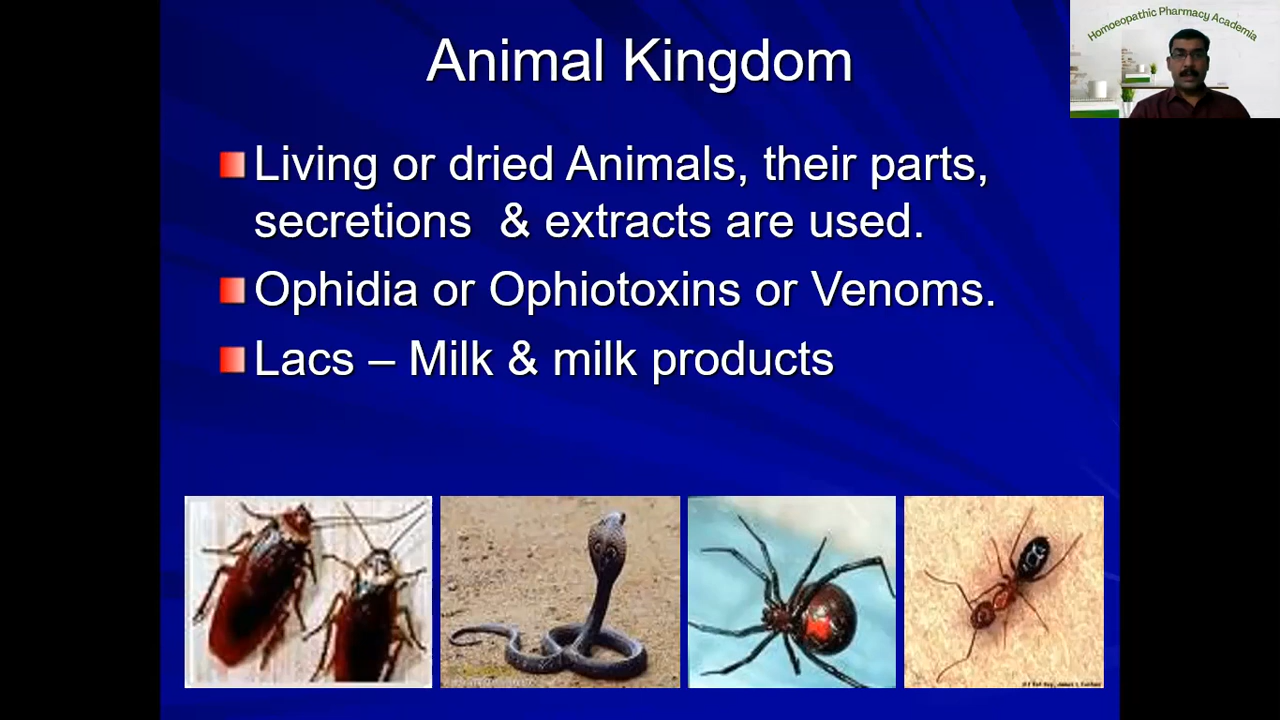 Homoeopathic Pharmacy Academia
Animal Kingdom
Living or dried Animals, their parts,
secretions & extracts are used.
Ophidia or Ophiotoxins or Venoms.
Lacs – Milk & milk products